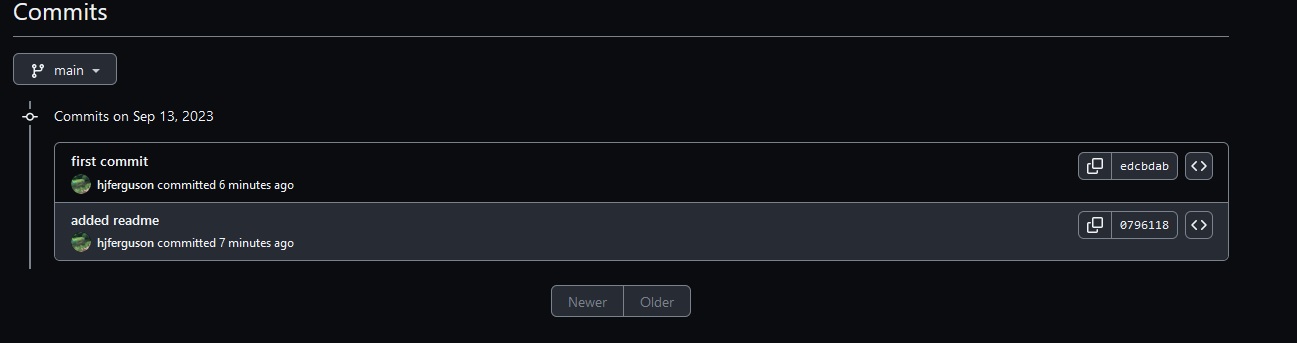 Commits
main
Commits on Sep 13, 2023
first commit
edcbdab
hjferguson committed 6 minutes ago
added readme
0796118
hjferguson committed 7 minutes ago
Newer
Older